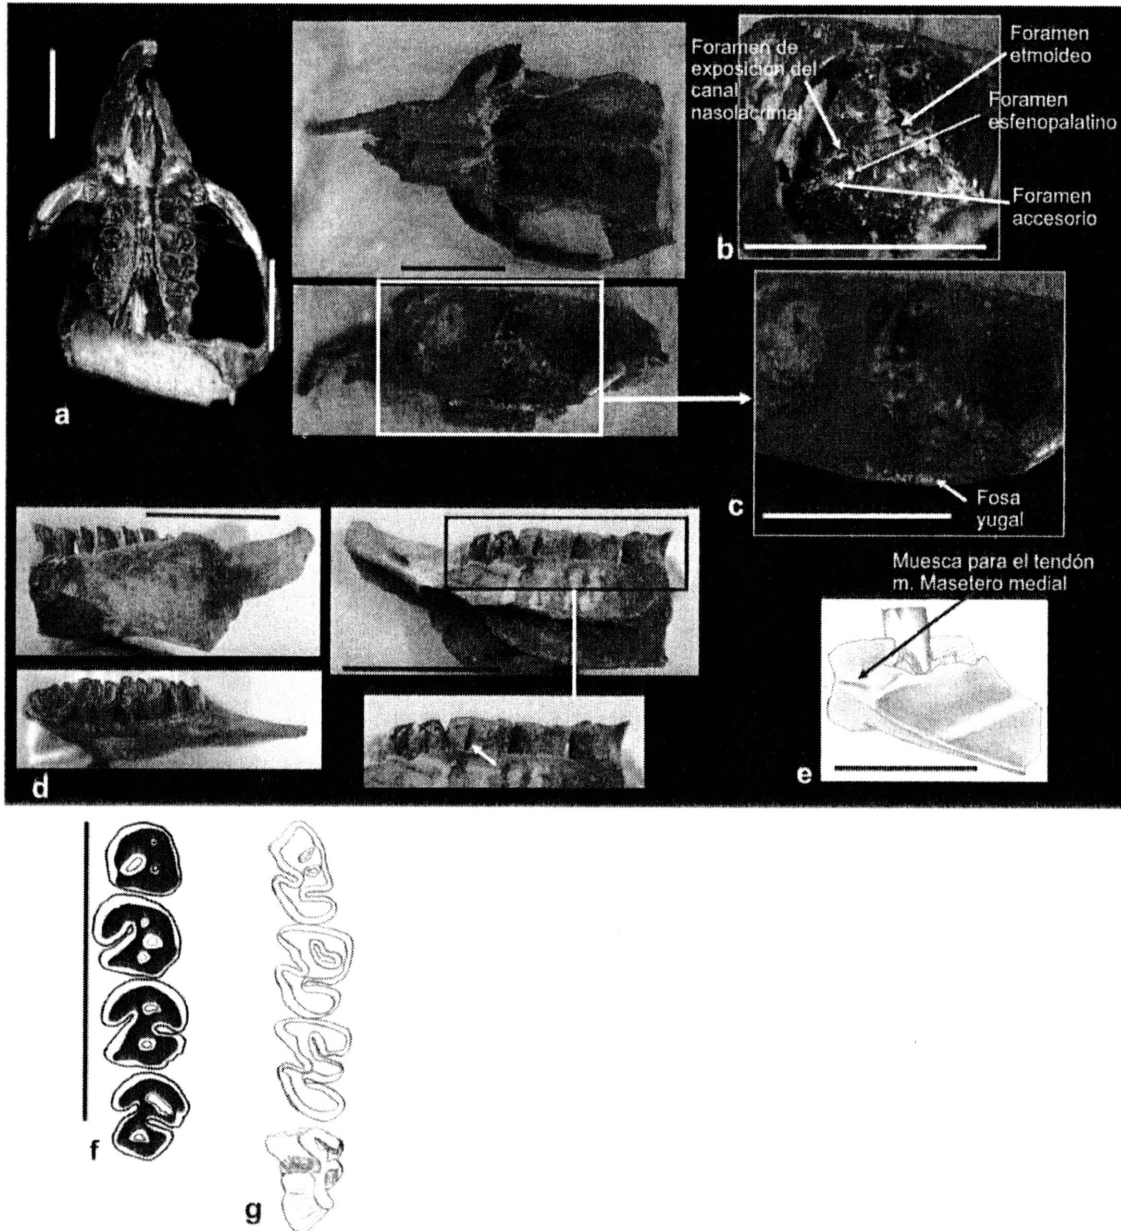 a
Foramen de
exposición del
canal
nasolacrimal
Foramen
etmoideo
Foramen
esfenopalatino
Foramen
accesorio
b
c
Fosa
yugal
Muesca para el tendón
m. Masetero medial
d
e
f
g